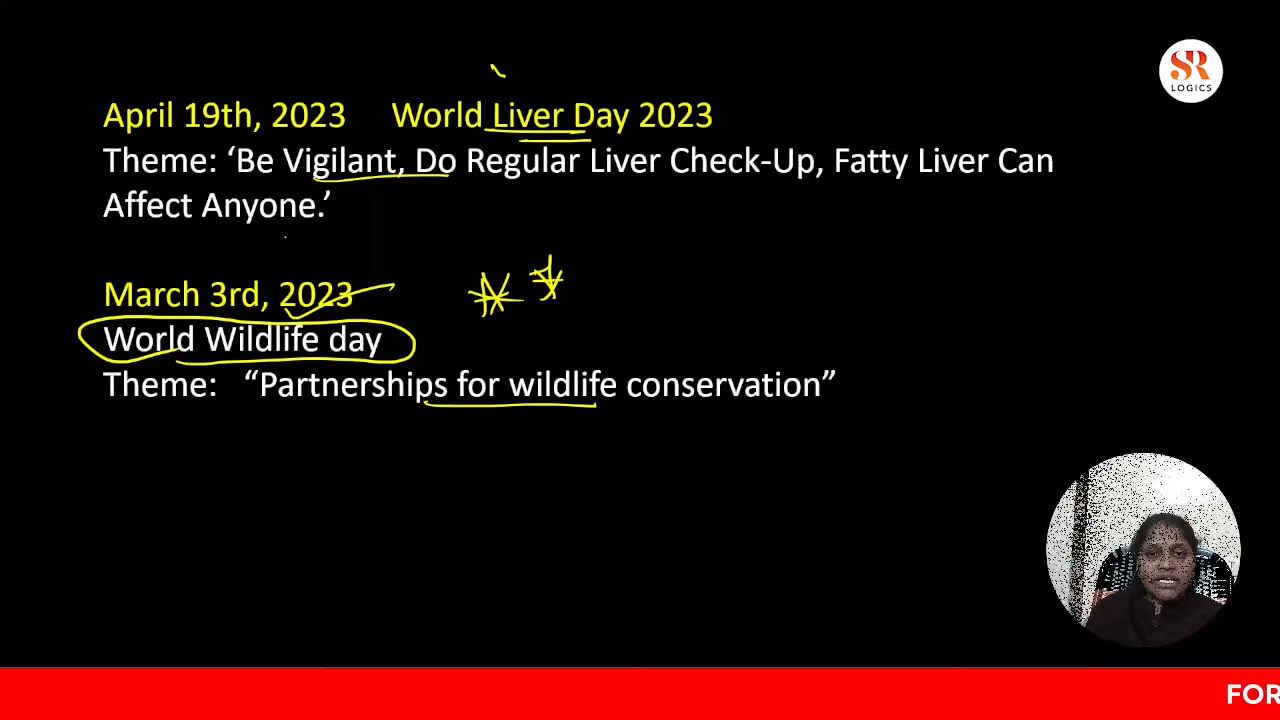 SR
LOGICS
April 19th, 2023 World Liver Day 2023
Theme: ‘Be Vigilant, Do Regular Liver Check-Up, Fatty Liver Can
Affect Anyone.’
March 3rd, 2023
World Wildlife day
Theme: “Partnerships for wildlife conservation”
FOR